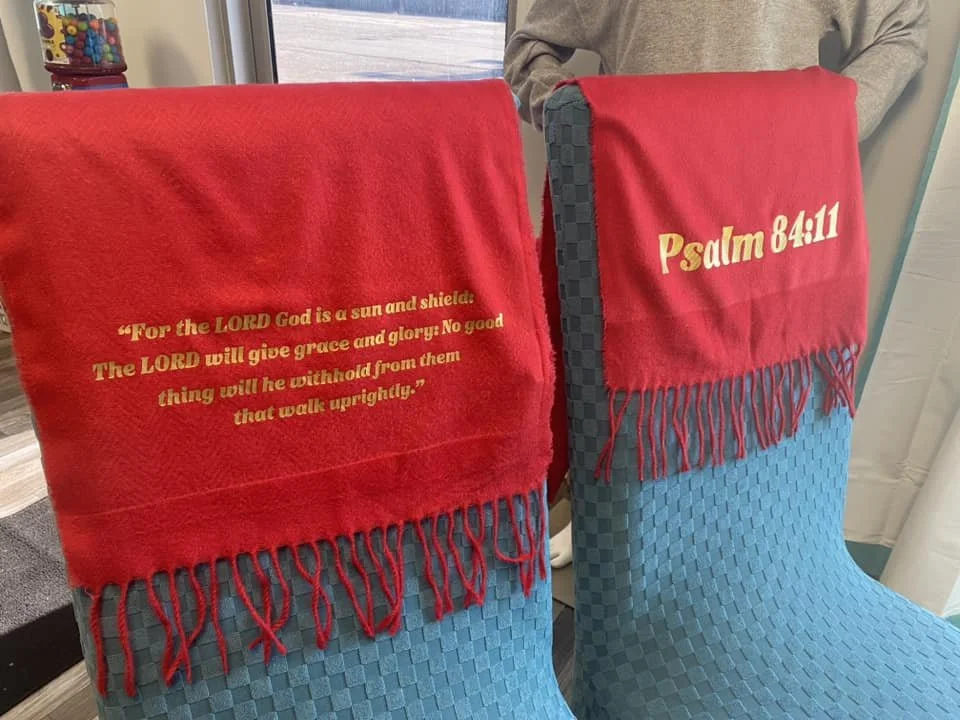 “For the LORD God is a sun and shield:
The LORD will give grace and glory: No good
thing will he withhold from them
that walk uprightly.”
Psalm 84:11